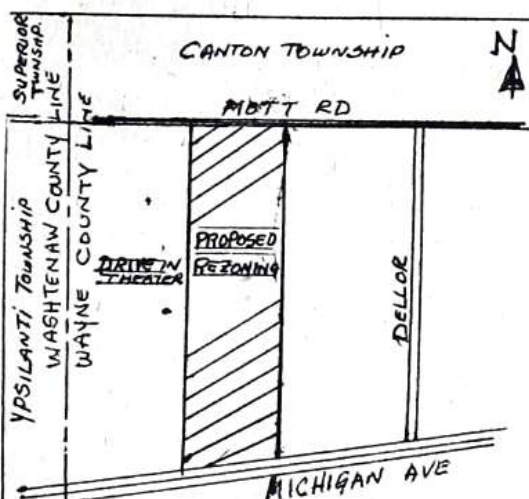 CANTON TOWNSHIP
N
SUPERIOR
TWNSHP.
MOTT RD
YPSILANTI TOWNSHIP
WASHTENAW COUNTY LINE
WAYNE COUNTY LINE
DRIVE IN
THEATER
PROPOSED
REZONING
DELLOR
MICHIGAN AVE